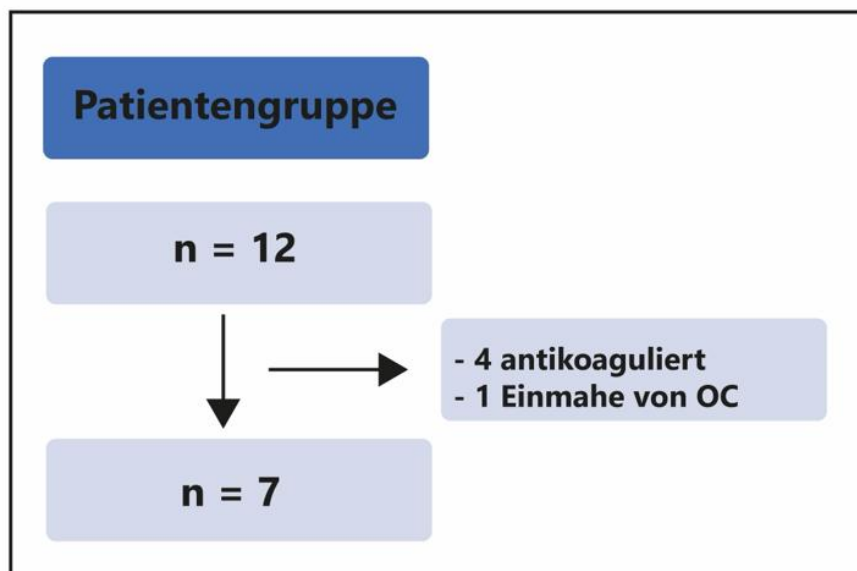 Patientengruppe
n = 12
- 4 antikoaguliert
- 1 Einmahe von OC
n = 7